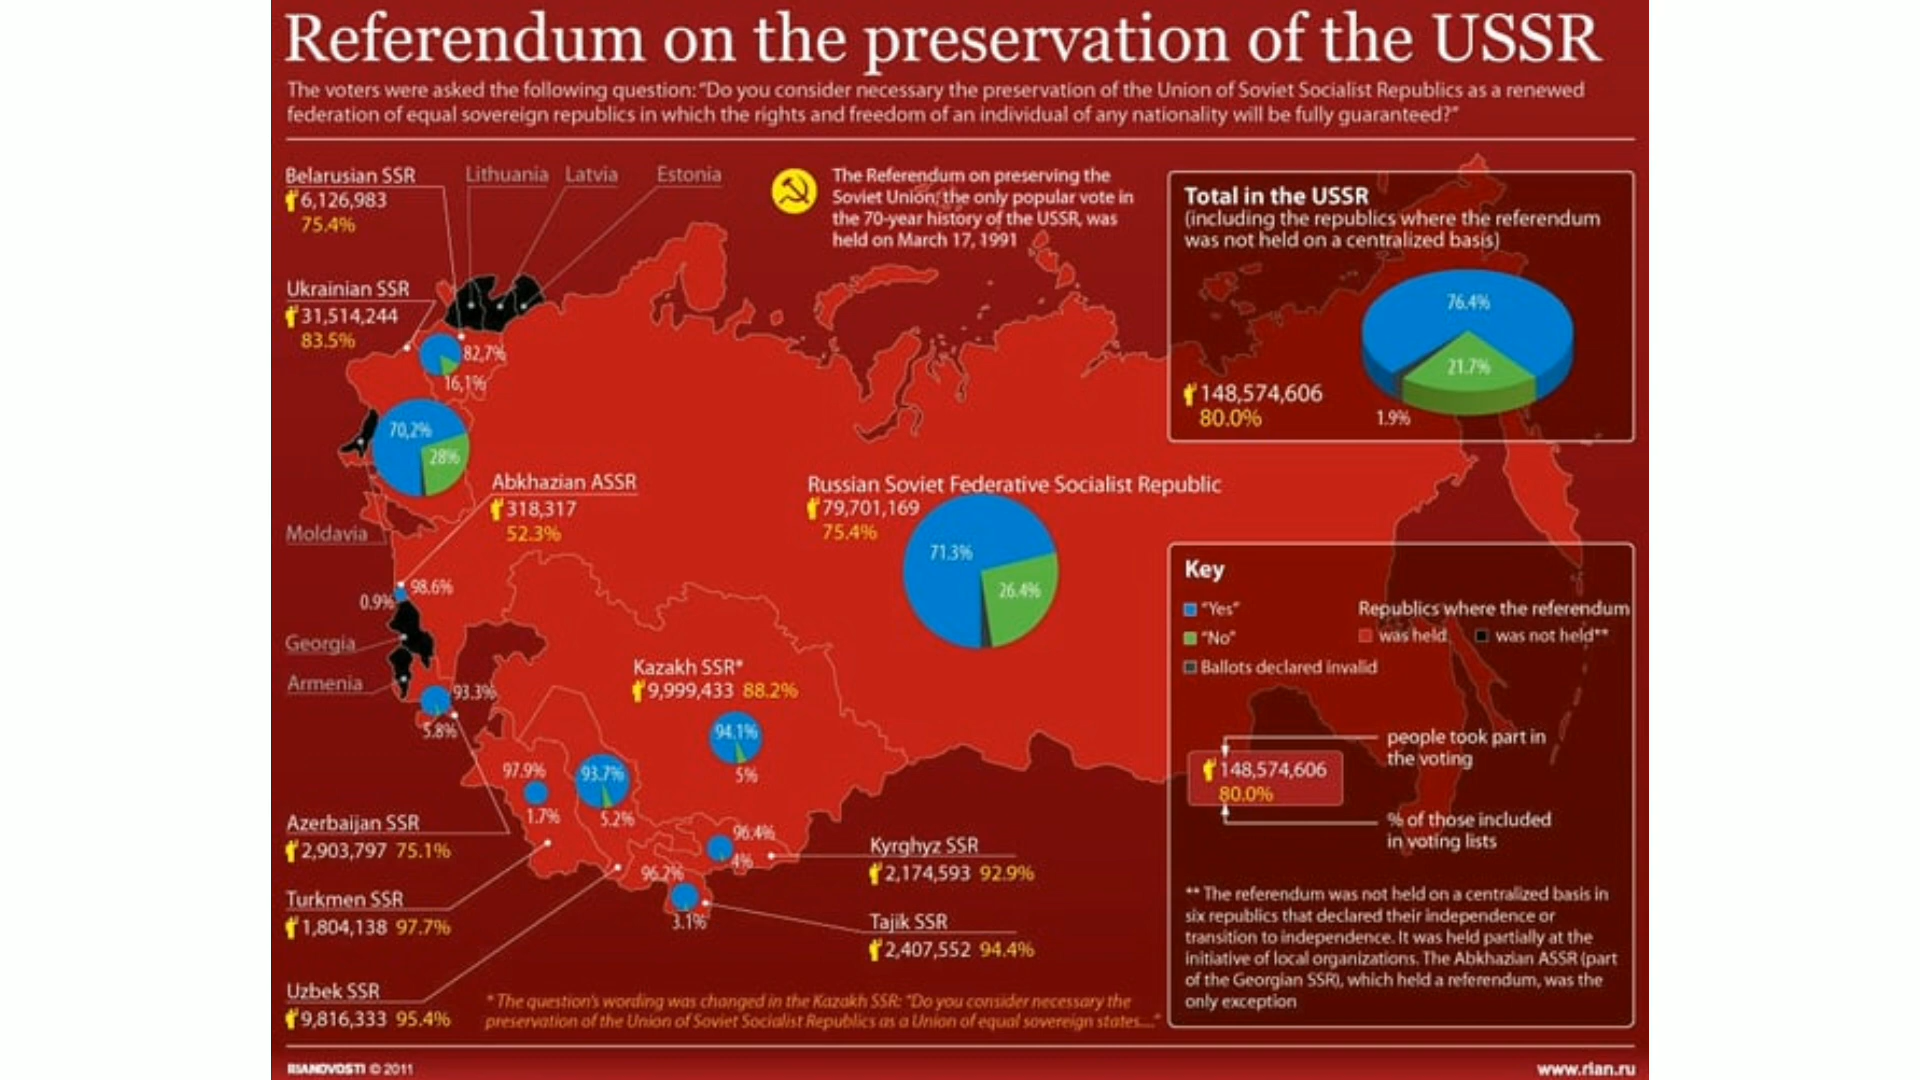 Referendum on the preservation of the USSR
The voters were asked the following question: “Do you consider necessary the preservation of the Union of Soviet Socialist Republics as a renewed
federation of equal sovereign republics in which the rights and freedom of an individual of any nationality will be fully guaranteed?”
Belarusian SSR
6,126,983
75.4%
Lithuania
Latvia
Estonia
The Referendum on preserving the
Soviet Union, the only popular vote in
the 70-year history of the USSR, was
held on March 17, 1991
Total in the USSR
(including the republics where the referendum
was not held on a centralized basis)
76.4%
21.7%
1.9%
148,574,606
80.0%
Ukrainian SSR
31,514,244
83.5%
82,7%
16,1%
70,2%
28%
Abkhazian ASSR
318,317
52.3%
Russian Soviet Federative Socialist Republic
79,701,169
75.4%
71.3%
26.4%
Moldavia
98.6%
0.9%
Georgia
Armenia
93.3%
5.8%
Kazakh SSR*
9,999,433 88.2%
94.1%
5%
97.9%
1.7%
93.7%
5.2%
96.4%
4%
96.2%
3.1%
Azerbaijan SSR
2,903,797 75.1%
Turkmen SSR
1,804,138 97.7%
Uzbek SSR
9,816,333 95.4%
Kyrghyz SSR
2,174,593 92.9%
Tajik SSR
2,407,552 94.4%
* The question's wording was changed in the Kazakh SSR: “Do you consider necessary the
preservation of the Union of Soviet Socialist Republics as a Union of equal sovereign states....”
Key
“Yes”
“No”
Ballots declared invalid
Republics where the referendum
was held
was not held**
people took part in
the voting
148,574,606
80.0%
% of those included
in voting lists
** The referendum was not held on a centralized basis in
six republics that declared their independence or
transition to independence. It was held partially at the
initiative of local organizations. The Abkhazian ASSR (part
of the Georgian SSR), which held a referendum, was the
only exception
RIANOVOSTI © 2011
www.rian.ru